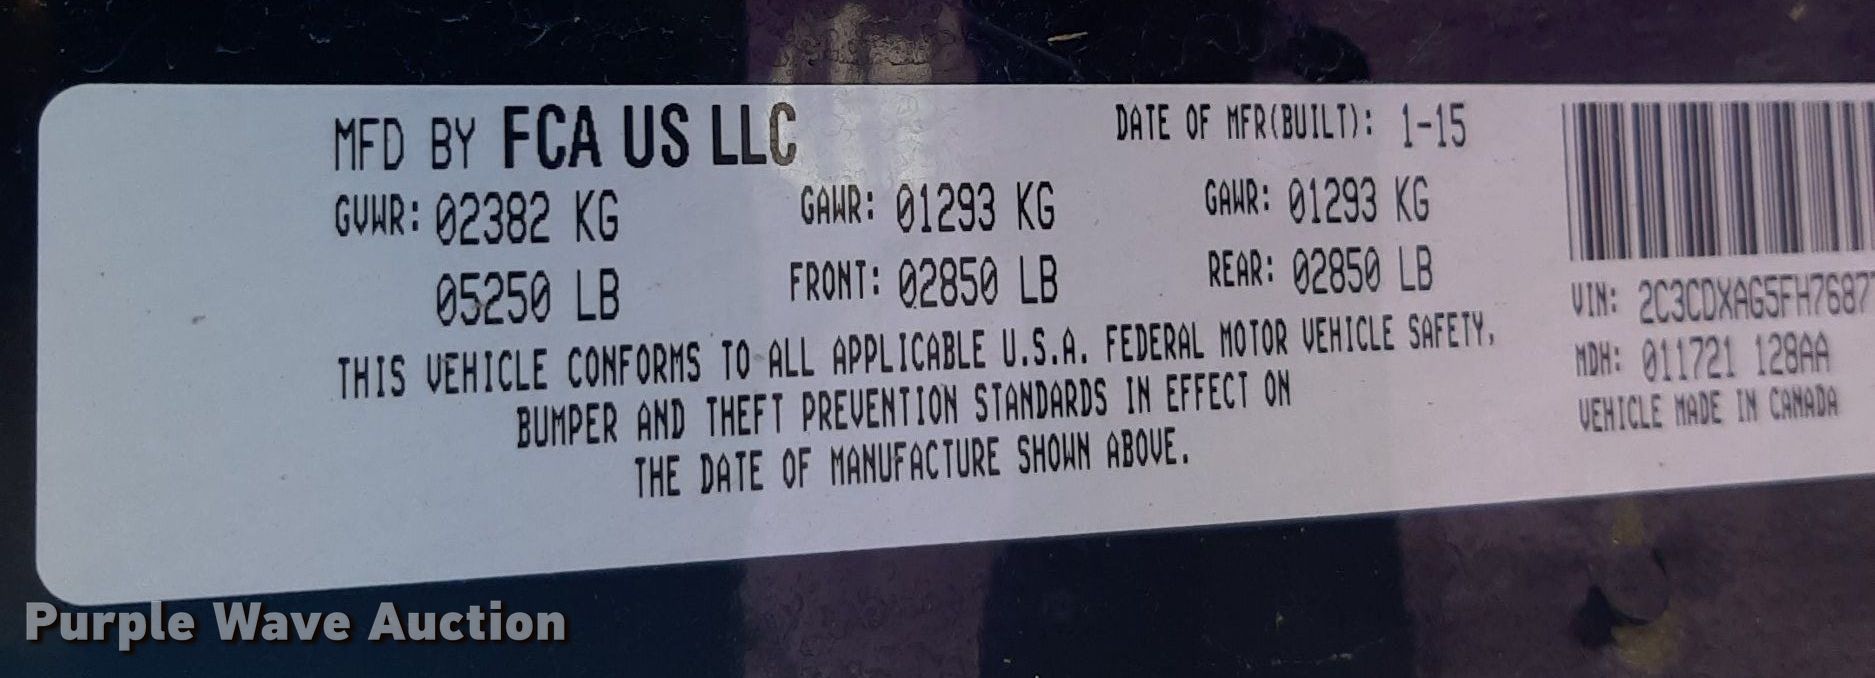 MFD BY FCA US LLC DATE OF MFR(BUILT): 1-15
GVWR: 02382 KG GAWR: 01293 KG GAWR: 01293 KG
05250 LB FRONT: 02850 LB REAR: 02850 LB
THIS VEHICLE CONFORMS TO ALL APPLICABLE U.S.A. FEDERAL MOTOR VEHICLE SAFETY,
BUMPER AND THEFT PREVENTION STANDARDS IN EFFECT ON
THE DATE OF MANUFACTURE SHOWN ABOVE.
VIN: 2C3CDXAG5FH7687
MDH: 011721 128AA
VEHICLE MADE IN CANADA
Purple Wave Auction